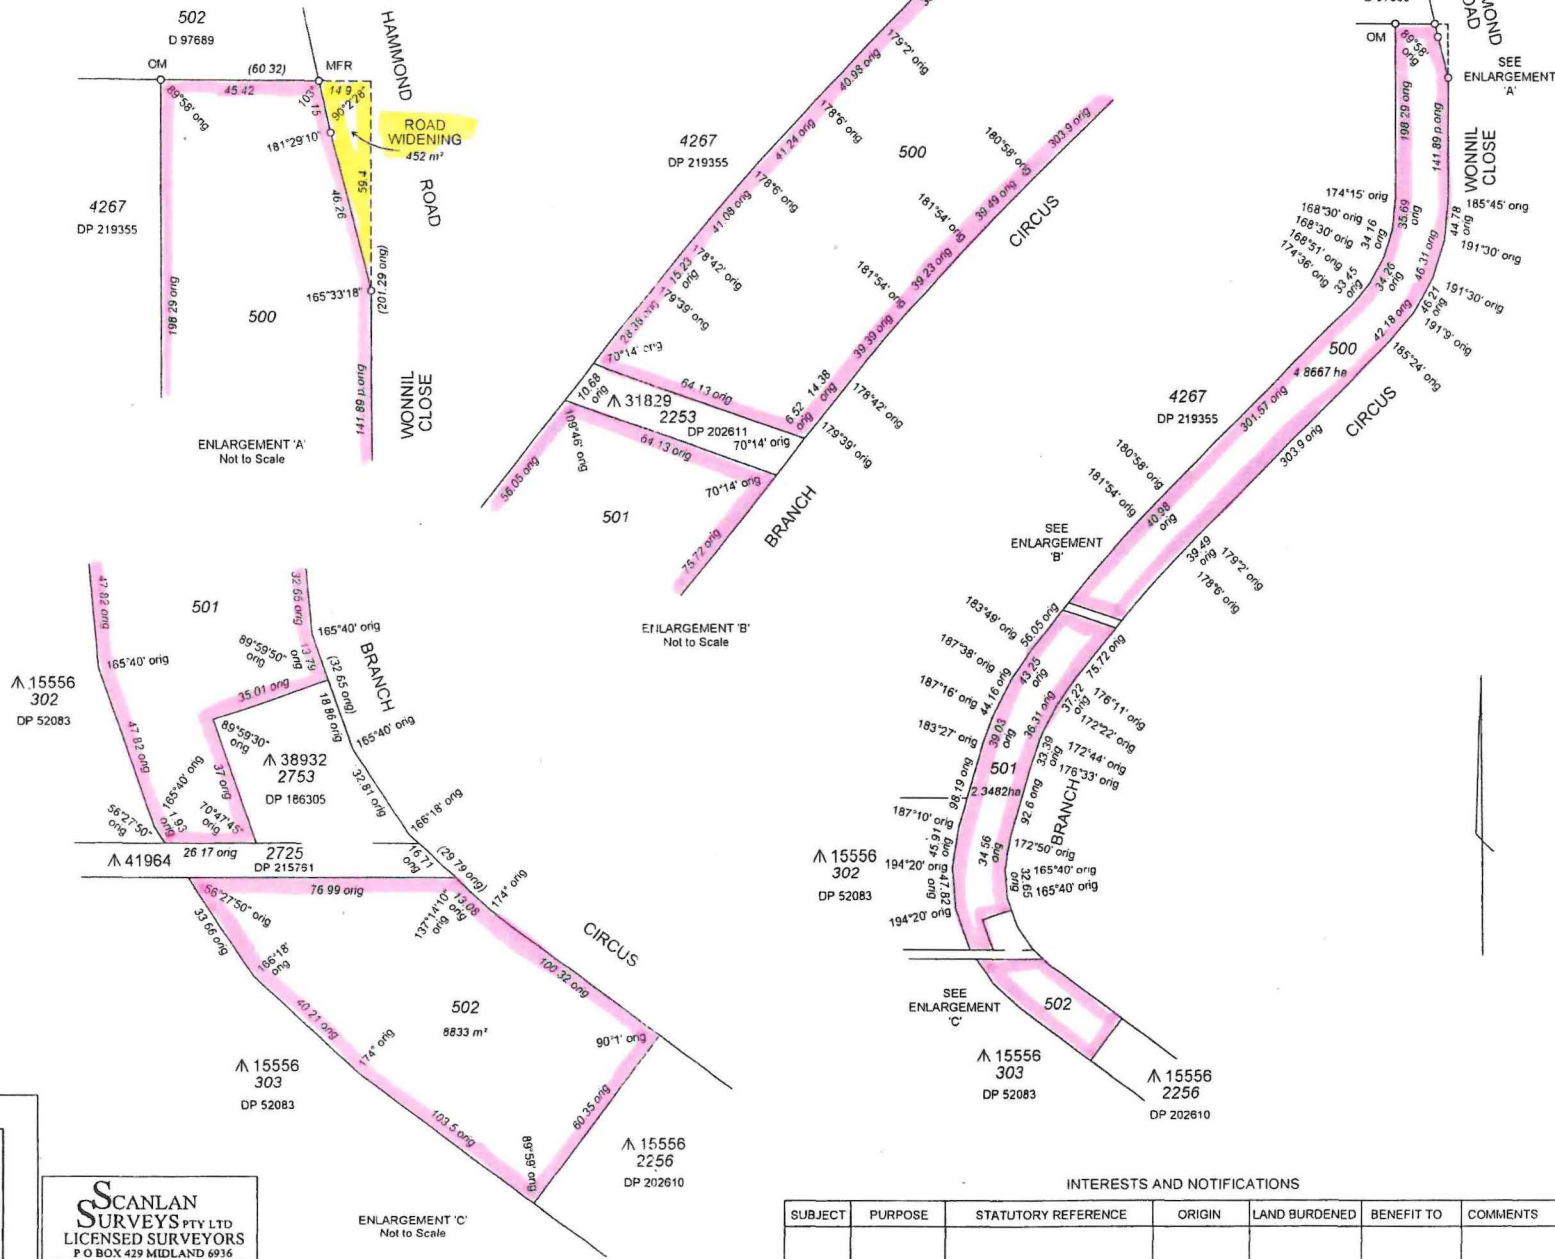 502
D 97689
OM
(60.32)
MFR
HAMMOND
ROAD
45.42
14.9
89°58' orig
103°
15
90°2'28"
181°29'10"
ROAD
WIDENING
452 m²
59.4
46.26
4267
DP 219355
165°33'18"
(201.29 orig)
198.29 orig
500
141.89 p.orig
WONNIL
CLOSE
ENLARGEMENT 'A'
Not to Scale
179°2' orig
40.98 orig
178°6' orig
4267
DP 219355
41.24 orig
500
180°58' orig
303.9 orig
178°6' orig
39.49 orig
181°54' orig
41.08 orig
CIRCUS
178°42' orig
15.23
orig
39.23 orig
181°54' orig
179°39' orig
28.38 orig
39.39 orig
70°14' orig
10.68
orig
64.13 orig
14.38
orig
6.52
orig
178°42' orig
31829
2253
DP 202611
70°14' orig
179°39' orig
109°46' orig
64.13 orig
56.05 orig
70°14' orig
501
BRANCH
75.72 orig
ENLARGEMENT 'B'
Not to Scale
OM
89°58'
orig
SEE
ENLARGEMENT
'A'
198.29 orig
141.89 p.orig
WONNIL
CLOSE
174°15' orig
168°30' orig
168°30' orig
168°51' orig
174°36' orig
35.69
orig
34.16
orig
34.26
orig
33.45
orig
185°45' orig
44.78
orig
191°30' orig
46.31 orig
191°30' orig
46.21
orig
191°9' orig
42.18 orig
185°24' orig
500
4.8667 ha
4267
DP 219355
301.57 orig
303.9 orig
CIRCUS
180°58' orig
181°54' orig
40.98
orig
SEE
ENLARGEMENT
'B'
39.49
orig
179°2' orig
178°6' orig
183°49' orig
56.05 orig
187°38' orig
43.25
orig
75.72 orig
187°16' orig
44.16 orig
37.22
orig
176°11' orig
36.31 orig
172°22' orig
183°27' orig
39.03
orig
33.39
orig
172°44' orig
176°33' orig
501
2.3482ha
98.19 orig
92.6 orig
BRANCH
187°10' orig
45.91
orig
34.56
orig
172°50' orig
15556
302
DP 52083
194°20' orig
47.82
orig
32.65
orig
165°40' orig
165°40' orig
194°20' orig
SEE
ENLARGEMENT
'C'
502
15556
303
DP 52083
15556
2256
DP 202610
47.82 orig
501
32.65 orig
165°40' orig
89°59'50"
orig
13.79
BRANCH
165°40' orig
(32.65 orig)
15556
302
DP 52083
35.01 orig
18.86 orig
89°59'30"
orig
165°40' orig
47.82 orig
38932
2753
DP 186305
165°40' orig
37 orig
32.81 orig
56°27'50"
orig
1.93
orig
70°47'45"
orig
166°18' orig
41964
26.17 orig
2725
DP 215761
16.71
orig
(29.79 orig)
76.99 orig
56°27'50" orig
137°14'10"
orig
13.08
orig
174° orig
33.66 orig
CIRCUS
166°18'
orig
100.32 orig
40.21 orig
502
8833 m²
174° orig
90°1' orig
15556
303
DP 52083
60.35 orig
103.5 orig
89°59' orig
15556
2256
DP 202610
ENLARGEMENT 'C'
Not to Scale
SCANLAN
SURVEYS PTY LTD
LICENSED SURVEYORS
P O BOX 429 MIDLAND 6936
INTERESTS AND NOTIFICATIONS
SUBJECT PURPOSE STATUTORY REFERENCE ORIGIN LAND BURDENED BENEFIT TO COMMENTS